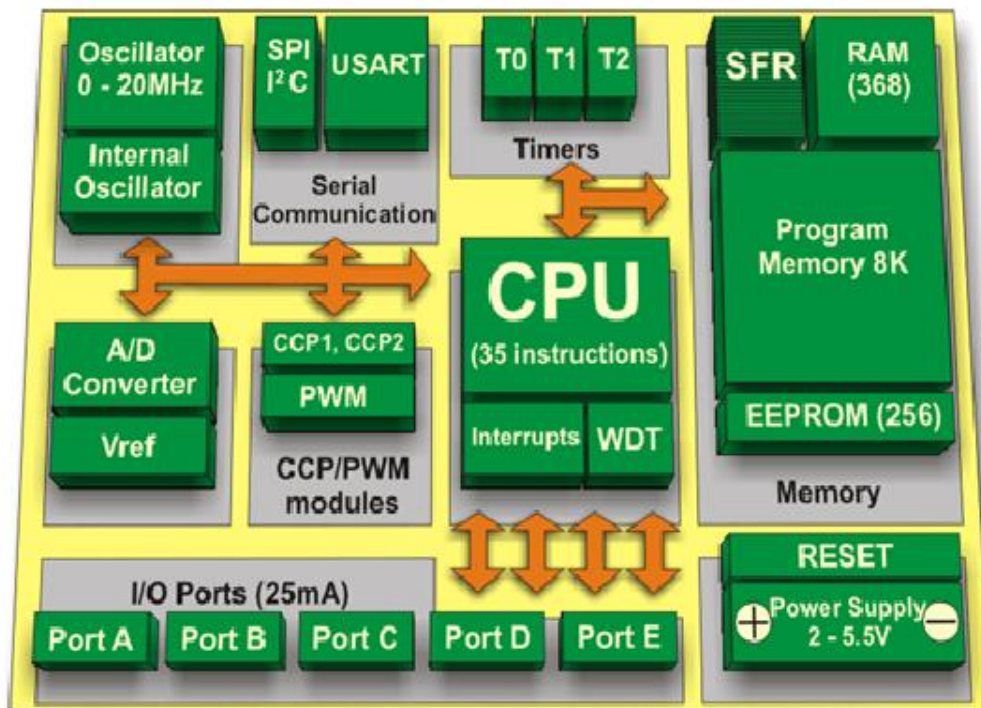 Oscillator
0 - 20MHz
Internal
Oscillator
SPI
I²C
USART
Serial
Communication
T0
T1
T2
Timers
SFR
RAM
(368)
Program
Memory 8K
EEPROM (256)
Memory
CPU
(35 instructions)
Interrupts
WDT
A/D
Converter
Vref
CCP1, CCP2
PWM
CCP/PWM
modules
I/O Ports (25mA)
Port A
Port B
Port C
Port D
Port E
RESET
+
Power Supply
2 - 5.5V
−